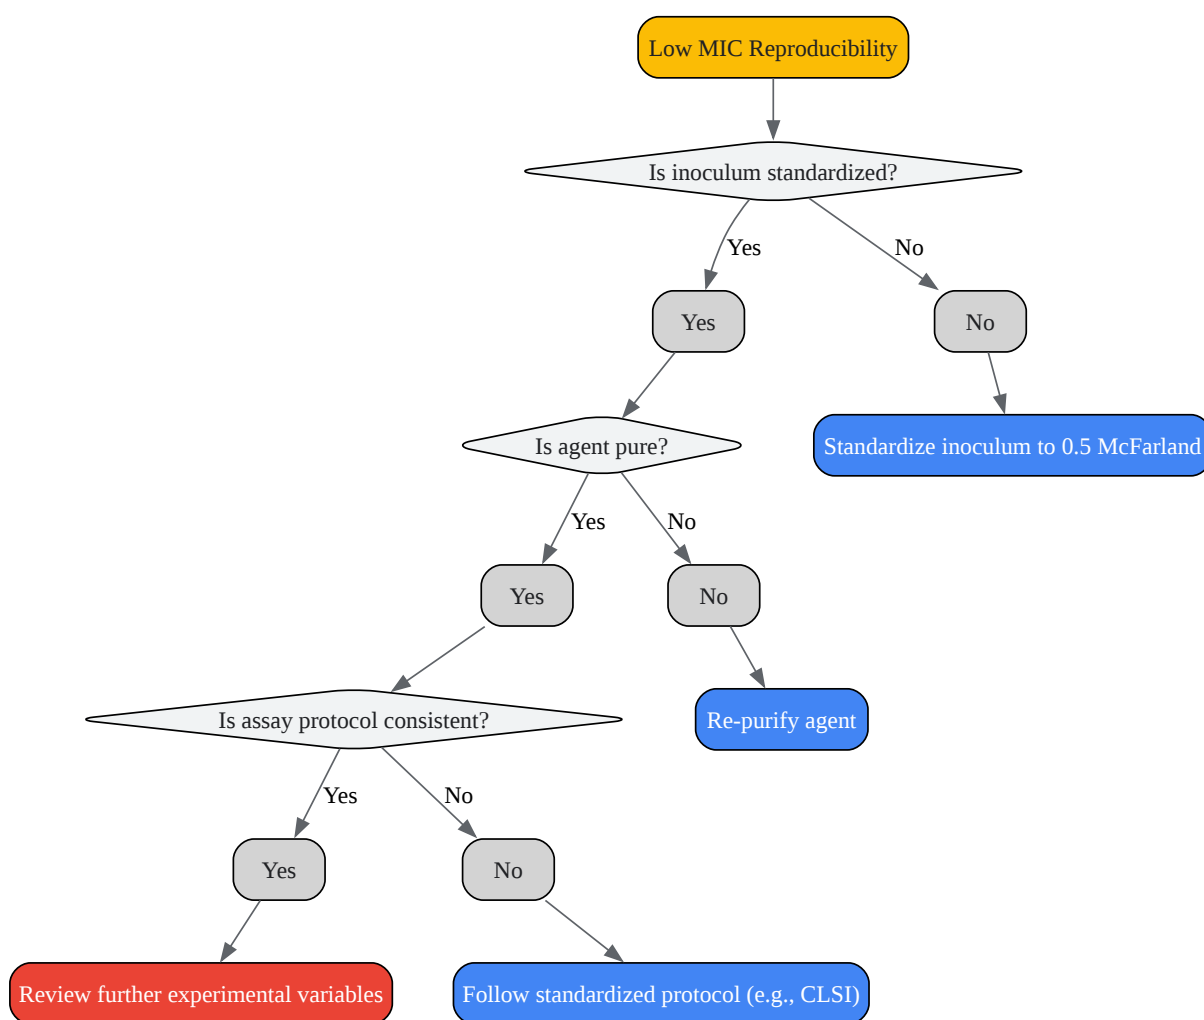 Low MIC Reproducibility
Is inoculum standardized?
Yes
No
Yes
No
Is agent pure?
Standardize inoculum to 0.5 McFarland
Yes
No
Yes
No
Is assay protocol consistent?
Re-purify agent
Yes
No
Yes
No
Review further experimental variables
Follow standardized protocol (e.g., CLSI)